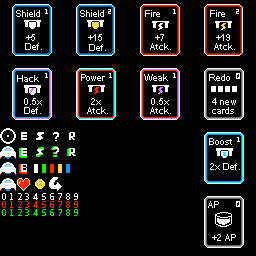 Shield 1
+5
Def.
Shield 2
+15
Def.
Fire 1
+7
Atck.
Fire 2
+19
Atck.
Hack 1
0.5x
Def.
Power 1
2x
Atck.
Weak 1
0.5x
Atck.
Redo 0
4 new
cards
E S ? R
E S ? R
B
0 1 2 3 4 5 6 7 8 9
0 1 2 3 4 5 6 7 8 9
0 1 2 3 4 5 6 7 8 9
Boost 1
2x Def.
AP 0
+2 AP